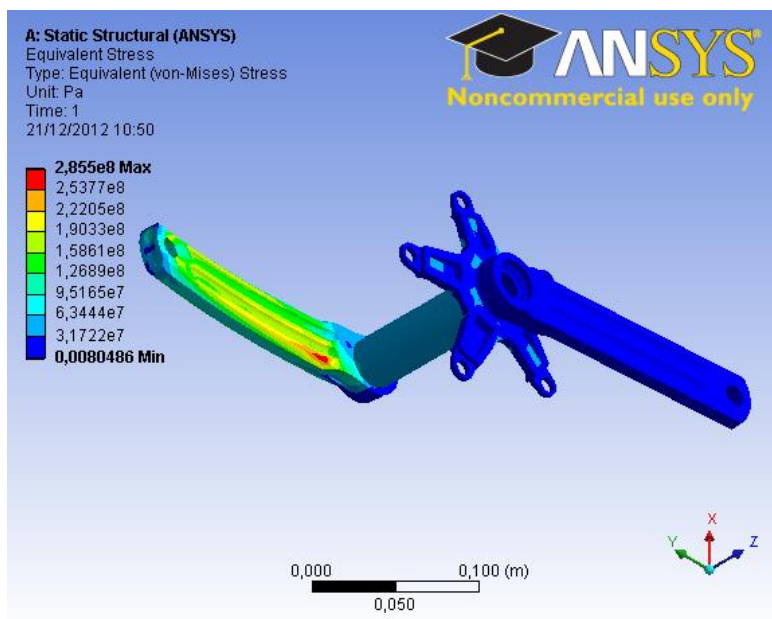 A: Static Structural (ANSYS)
Equivalent Stress
Type: Equivalent (von-Mises) Stress
Unit: Pa
Time: 1
21/12/2012 10:50
ANSYS®
Noncommercial use only
2,855e8 Max
2,5377e8
2,2205e8
1,9033e8
1,5861e8
1,2689e8
9,5165e7
6,3444e7
3,1722e7
0,0080486 Min
X
Y
Z
0,000
0,100 (m)
0,050